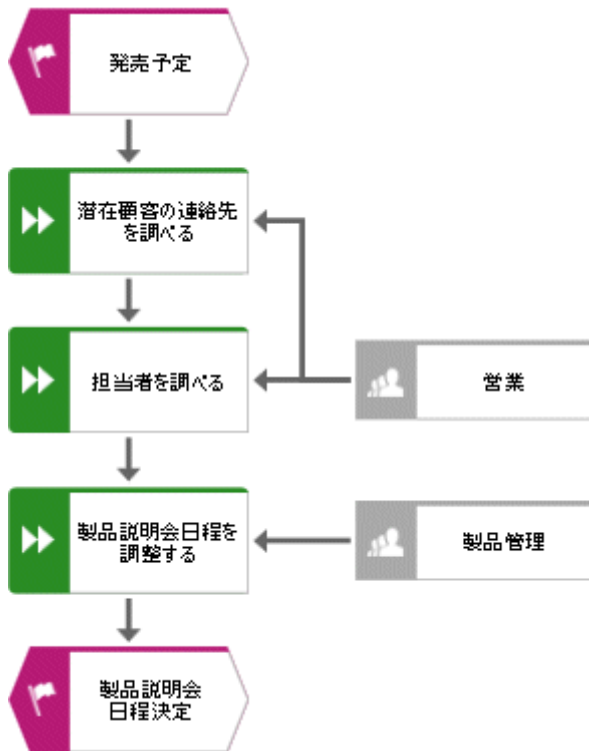 発売予定
潜在顧客の連絡先
を調べる
担当者を調べる
営業
製品説明会日程を
調整する
製品管理
製品説明会
日程決定